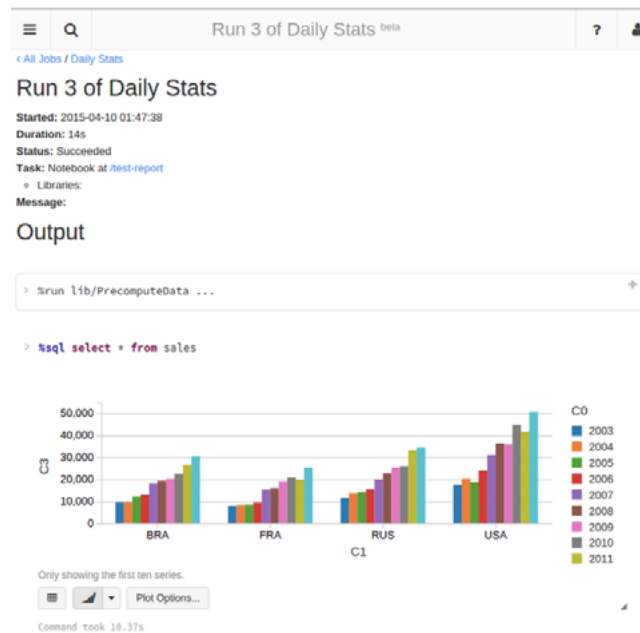 Run 3 of Daily Stats beta
?
‹ All Jobs / Daily Stats
Run 3 of Daily Stats
Started: 2015-04-10 01:47:38
Duration: 14s
Status: Succeeded
Task: Notebook at /test-report
Libraries:
Message:
Output
> %run lib/PrecomputeData ...
+
> %sql select * from sales
C3
50,000
40,000
30,000
20,000
10,000
0
BRA FRA RUS USA
C1
C0
2003
2004
2005
2006
2007
2008
2009
2010
2011
Only showing the first ten series.
Plot Options...
Command took 10.37s